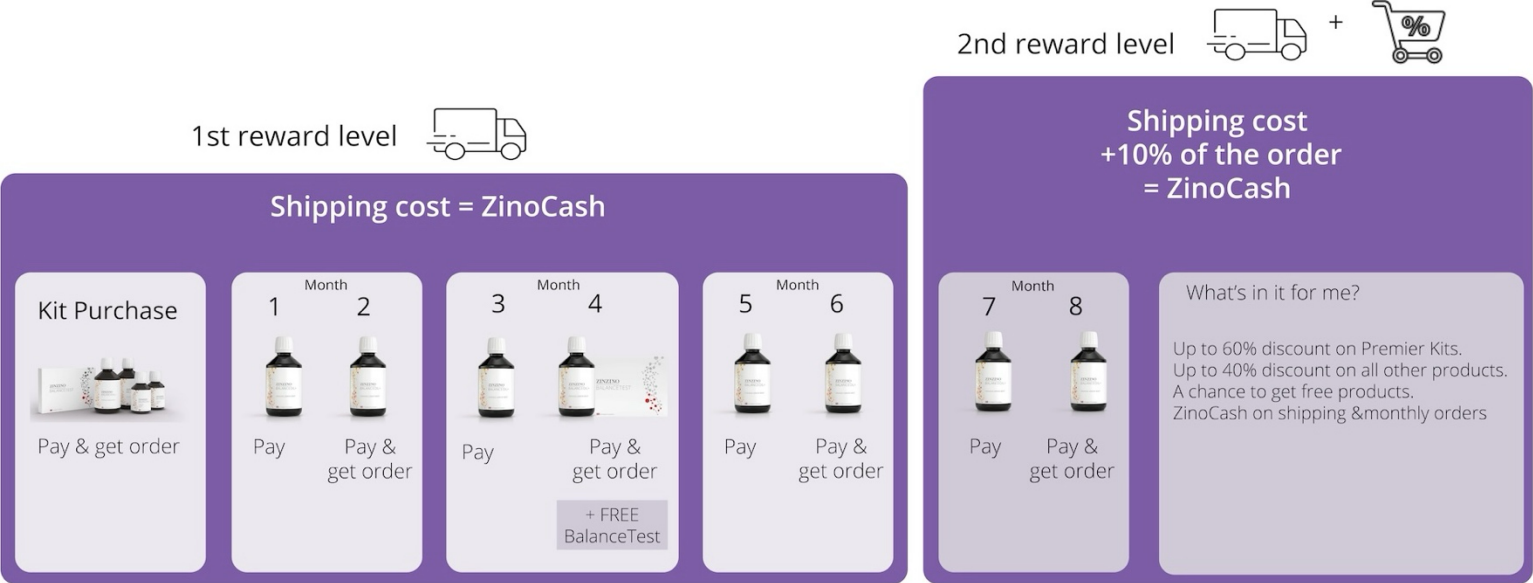 1st reward level
Shipping cost = ZinoCash
Kit Purchase
Pay & get order
Month
1 2
Pay
Pay &
get order
Month
3 4
ZINZINO
BALANCETEST
Pay
Pay &
get order
+ FREE
BalanceTest
Month
5 6
Pay
Pay &
get order
2nd reward level
+
%
Shipping cost
+10% of the order
= ZinoCash
Month
7 8
Pay
Pay &
get order
What's in it for me?
Up to 60% discount on Premier Kits.
Up to 40% discount on all other products.
A chance to get free products.
ZinoCash on shipping &monthly orders